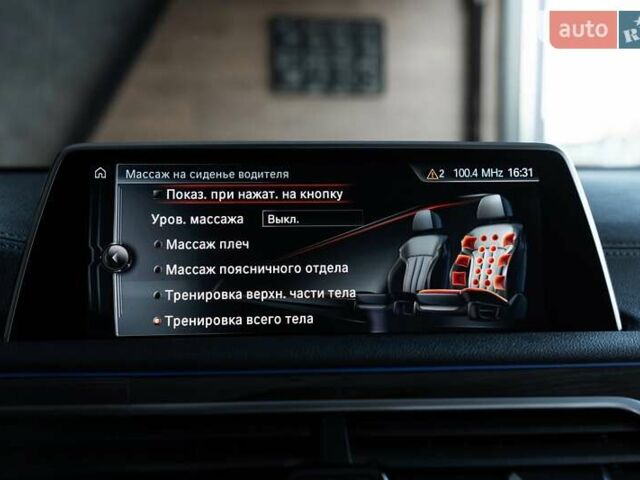 auto
R
Массаж на сиденье водителя
2 100.4 MHz 16:31
Показ. при нажат. на кнопку
Уров. массажа Выкл.
Массаж плеч
Массаж поясничного отдела
Тренировка верхн. части тела
Тренировка всего тела